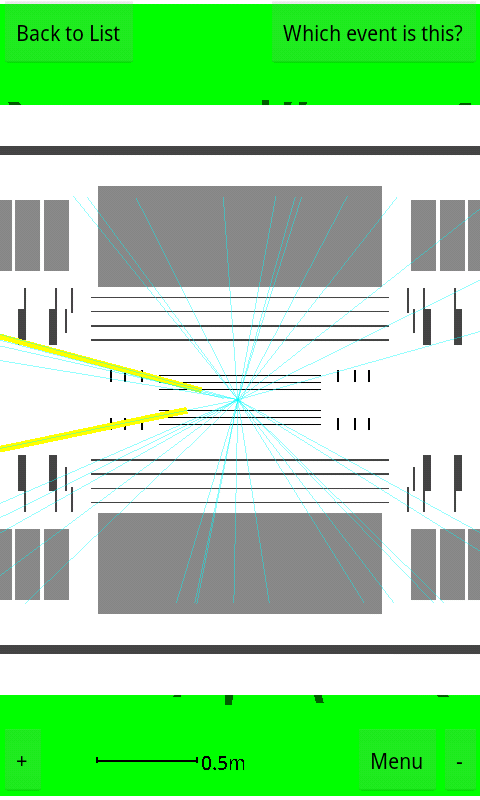 Back to List
Which event is this?
+
0.5m
Menu
-